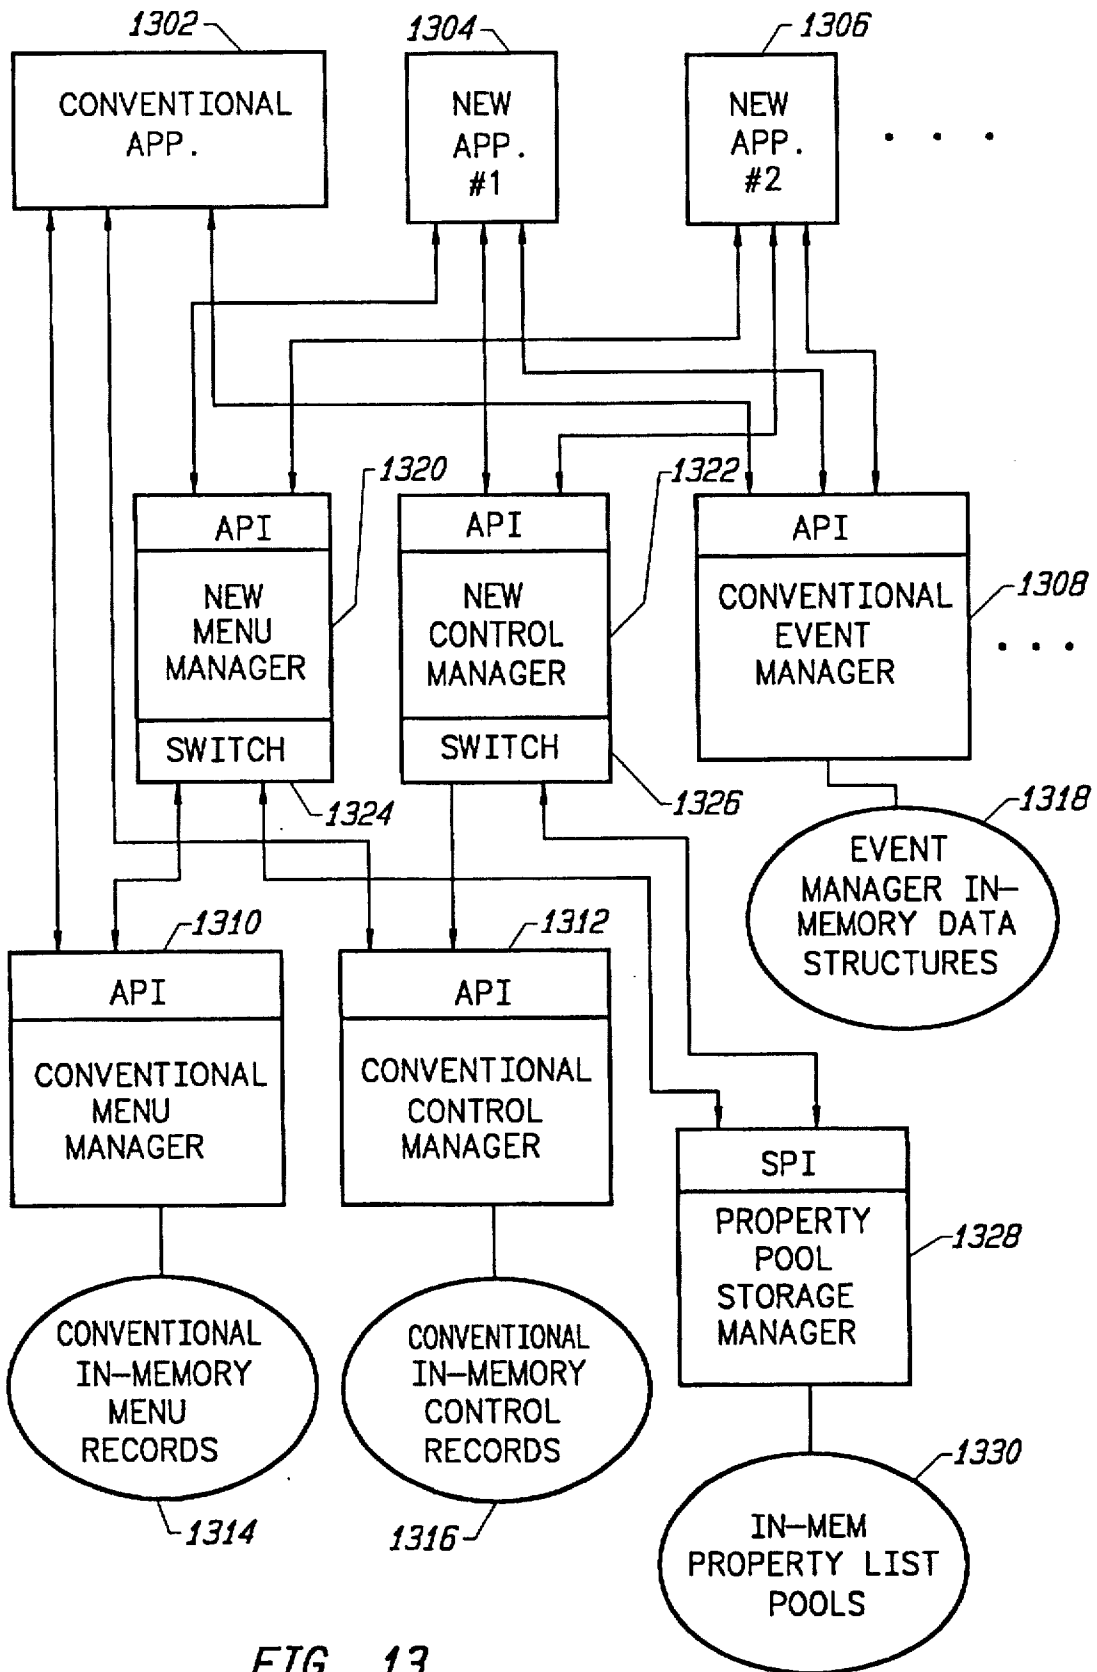 1302
1304
1306
CONVENTIONAL
APP.
NEW
APP.
#1
NEW
APP.
#2
. . .
1320
1322
API
NEW
MENU
MANAGER
SWITCH
1324
API
NEW
CONTROL
MANAGER
SWITCH
1326
API
CONVENTIONAL
EVENT
MANAGER
1308
. . .
1318
EVENT
MANAGER IN-
MEMORY DATA
STRUCTURES
1310
1312
API
CONVENTIONAL
MENU
MANAGER
API
CONVENTIONAL
CONTROL
MANAGER
SPI
PROPERTY
POOL
STORAGE
MANAGER
1328
CONVENTIONAL
IN-MEMORY
MENU
RECORDS
1314
CONVENTIONAL
IN-MEMORY
CONTROL
RECORDS
1316
1330
IN-MEM
PROPERTY LIST
POOLS
FIG. 13